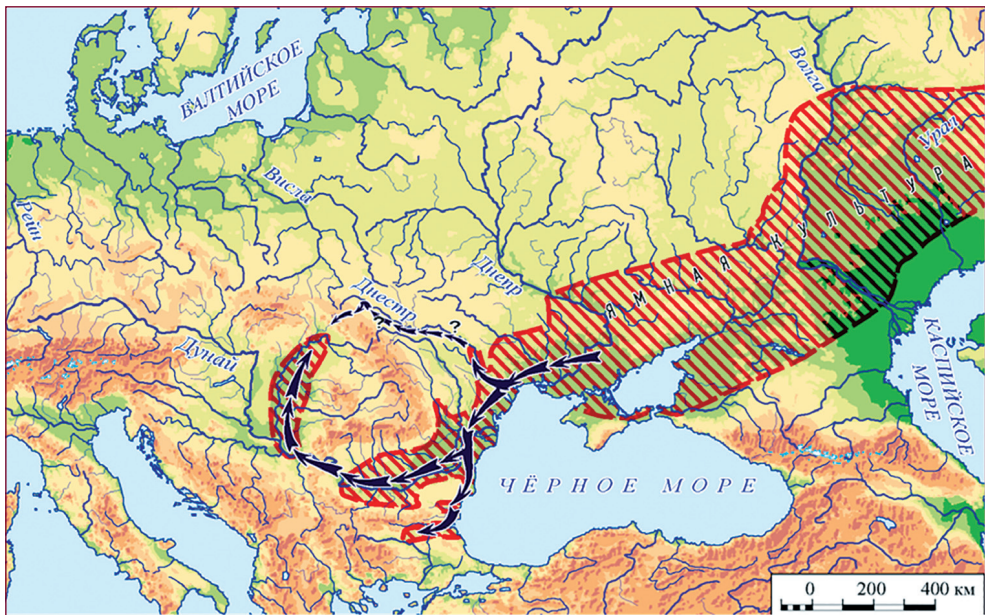 БАЛТИЙСКОЕ
МОРЕ
Волга
Урал
Висла
Рейн
ЯМНАЯ КУЛЬТУРА
Днепр
Днестр
?
Дунай
КАСПИЙСКОЕ
МОРЕ
ЧЁРНОЕ МОРЕ
0 200 400 км